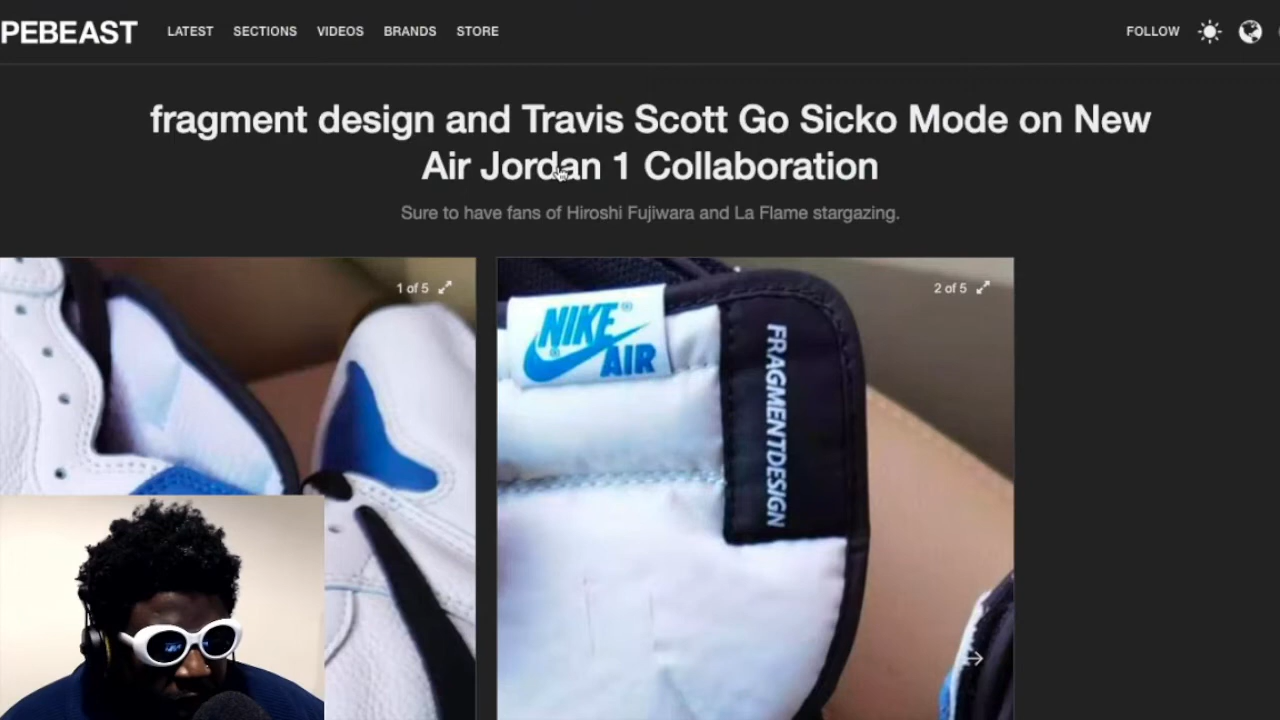 PEBEAST
LATEST SECTIONS VIDEOS BRANDS STORE
FOLLOW
fragment design and Travis Scott Go Sicko Mode on New
Air Jordan 1 Collaboration
Sure to have fans of Hiroshi Fujiwara and La Flame stargazing.
1 of 5
2 of 5
NIKE®
AIR
FRAGMENTDESIGN